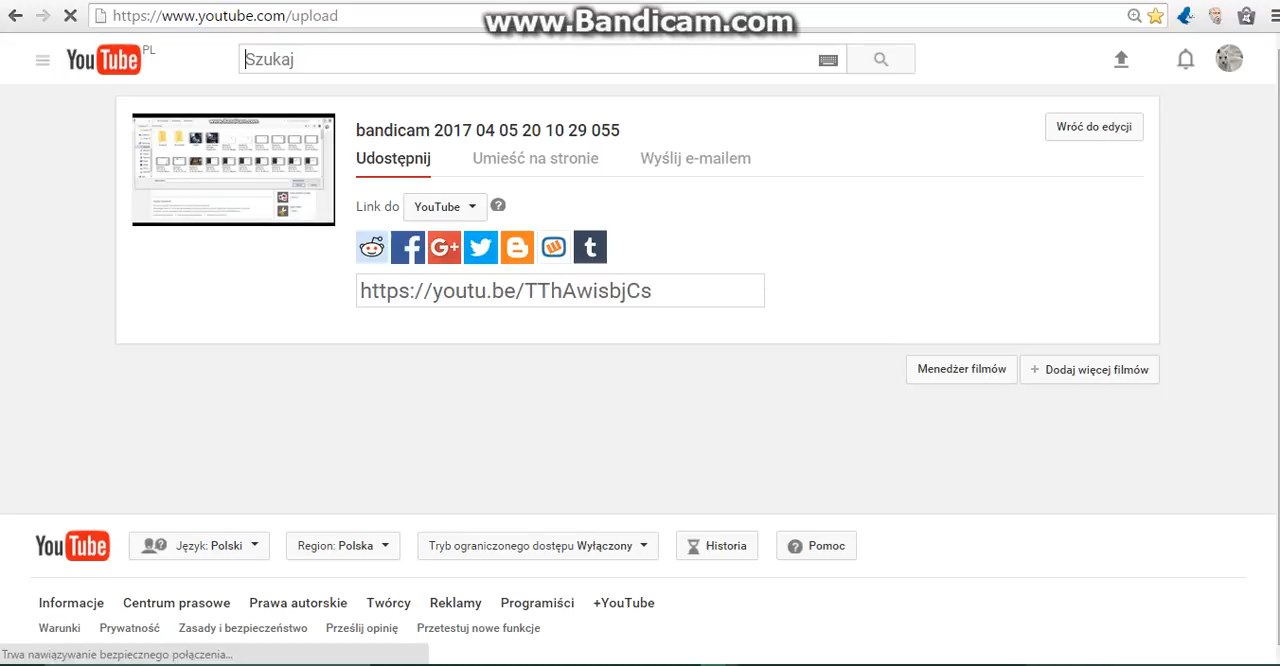 https://www.youtube.com/upload
www.Bandicam.com
YouTube PL
Szukaj
bandicam 2017 04 05 20 10 29 055
Wróć do edycji
Udostępnij Umieść na stronie Wyślij e-mailem
Link do YouTube ?
https://youtu.be/TThAwisbjCs
Menedżer filmów + Dodaj więcej filmów
YouTube Język: Polski Region: Polska Tryb ograniczonego dostępu Wyłączony Historia ? Pomoc
Informacje Centrum prasowe Prawa autorskie Twórcy Reklamy Programiści +YouTube
Warunki Prywatność Zasady i bezpieczeństwo Prześlij opinię Przetestuj nowe funkcje
Trwa nawiązywanie bezpiecznego połączenia...